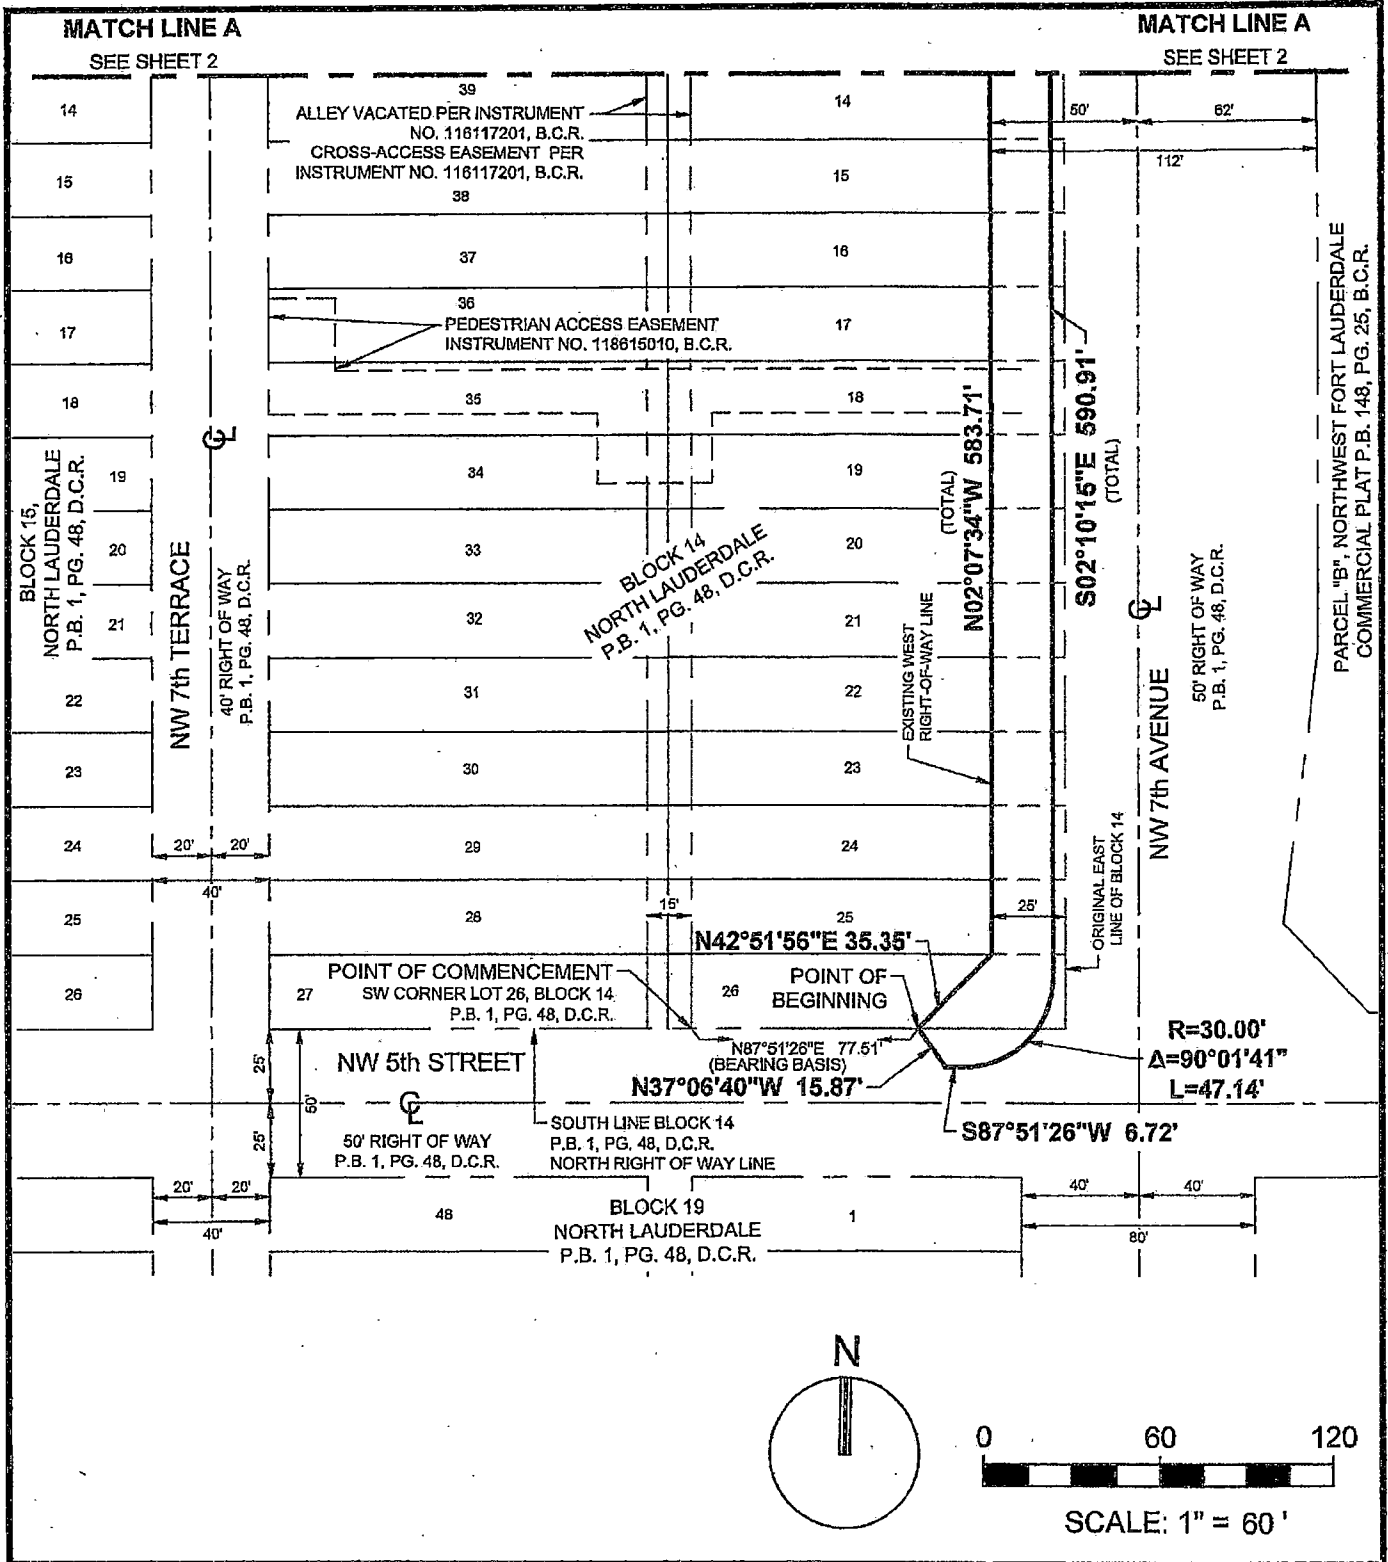 MATCH LINE A
SEE SHEET 2
MATCH LINE A
SEE SHEET 2
14
39
ALLEY VACATED PER INSTRUMENT
NO. 116117201, B.C.R.
CROSS-ACCESS EASEMENT PER
INSTRUMENT NO. 116117201, B.C.R.
14
50'
62'
112'
15
38
15
16
37
16
17
36
PEDESTRIAN ACCESS EASEMENT
INSTRUMENT NO. 118615010, B.C.R.
17
18
35
18
19
34
19
20
33
20
21
32
21
22
31
22
23
30
23
24
29
24
25
28
25
26
27
26
BLOCK 15,
NORTH LAUDERDALE
P.B. 1, PG. 48, D.C.R.
NW 7th TERRACE
40' RIGHT OF WAY
P.B. 1, PG. 48, D.C.R.
CL
BLOCK 14
NORTH LAUDERDALE
P.B. 1, PG. 48, D.C.R.
N02°07'34"W 583.71'
(TOTAL)
S02°10'15"E 590.91'
(TOTAL)
EXISTING WEST
RIGHT-OF-WAY LINE
CL
NW 7th AVENUE
50' RIGHT OF WAY
P.B. 1, PG. 48, D.C.R.
PARCEL "B", NORTHWEST FORT LAUDERDALE
COMMERCIAL PLAT P.B. 148, PG. 25, B.C.R.
ORIGINAL EAST
LINE OF BLOCK 14
20'
20'
40'
15'
25'
N42°51'56"E 35.35'
POINT OF COMMENCEMENT
SW CORNER LOT 26, BLOCK 14
P.B. 1, PG. 48, D.C.R.
POINT OF
BEGINNING
N87°51'26"E 77.51'
(BEARING BASIS)
N37°06'40"W 15.87'
R=30.00'
Δ=90°01'41"
L=47.14'
S87°51'26"W 6.72'
NW 5th STREET
25'
50'
25'
CL
50' RIGHT OF WAY
P.B. 1, PG. 48, D.C.R.
SOUTH LINE BLOCK 14
P.B. 1, PG. 48, D.C.R.
NORTH RIGHT OF WAY LINE
20'
20'
40'
48
BLOCK 19
NORTH LAUDERDALE
P.B. 1, PG. 48, D.C.R.
1
40'
40'
80'
N
0
60
120
SCALE: 1" = 60 '